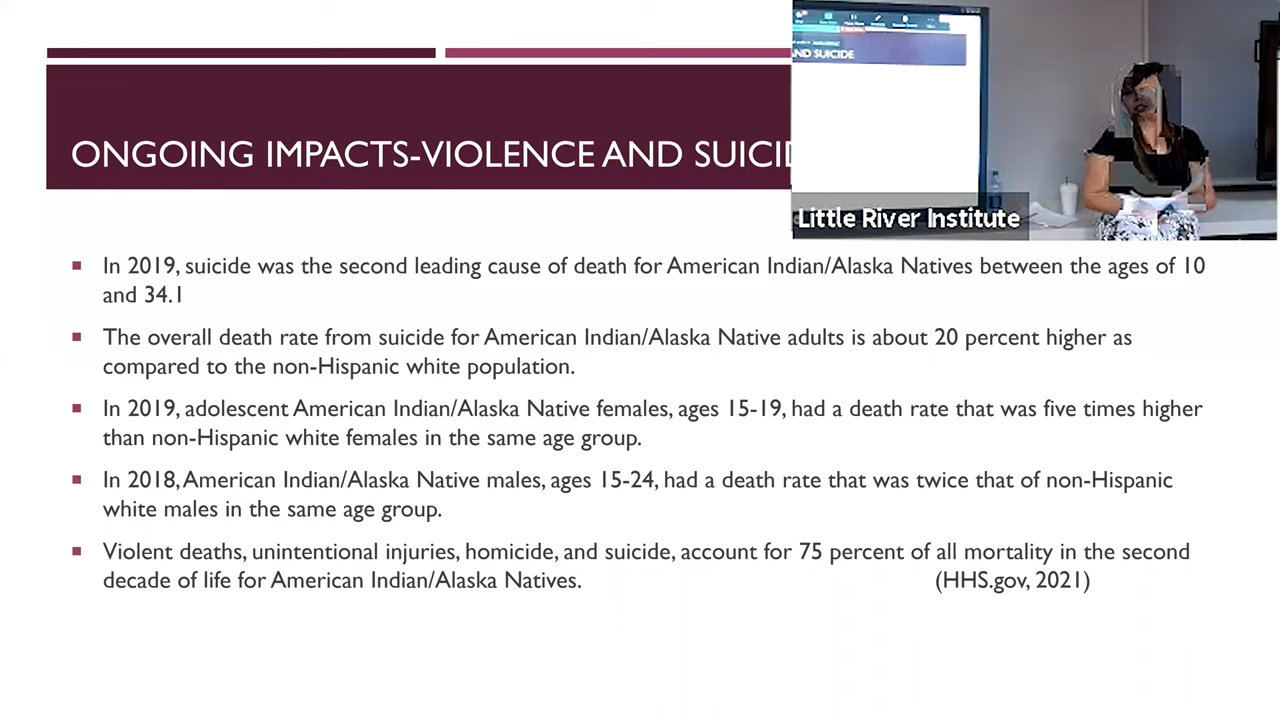 ONGOING IMPACTS-VIOLENCE AND SUICID
AND SUICIDE
Little River Institute
In 2019, suicide was the second leading cause of death for American Indian/Alaska Natives between the ages of 10
and 34.1
The overall death rate from suicide for American Indian/Alaska Native adults is about 20 percent higher as
compared to the non-Hispanic white population.
In 2019, adolescent American Indian/Alaska Native females, ages 15-19, had a death rate that was five times higher
than non-Hispanic white females in the same age group.
In 2018, American Indian/Alaska Native males, ages 15-24, had a death rate that was twice that of non-Hispanic
white males in the same age group.
Violent deaths, unintentional injuries, homicide, and suicide, account for 75 percent of all mortality in the second
decade of life for American Indian/Alaska Natives. (HHS.gov, 2021)